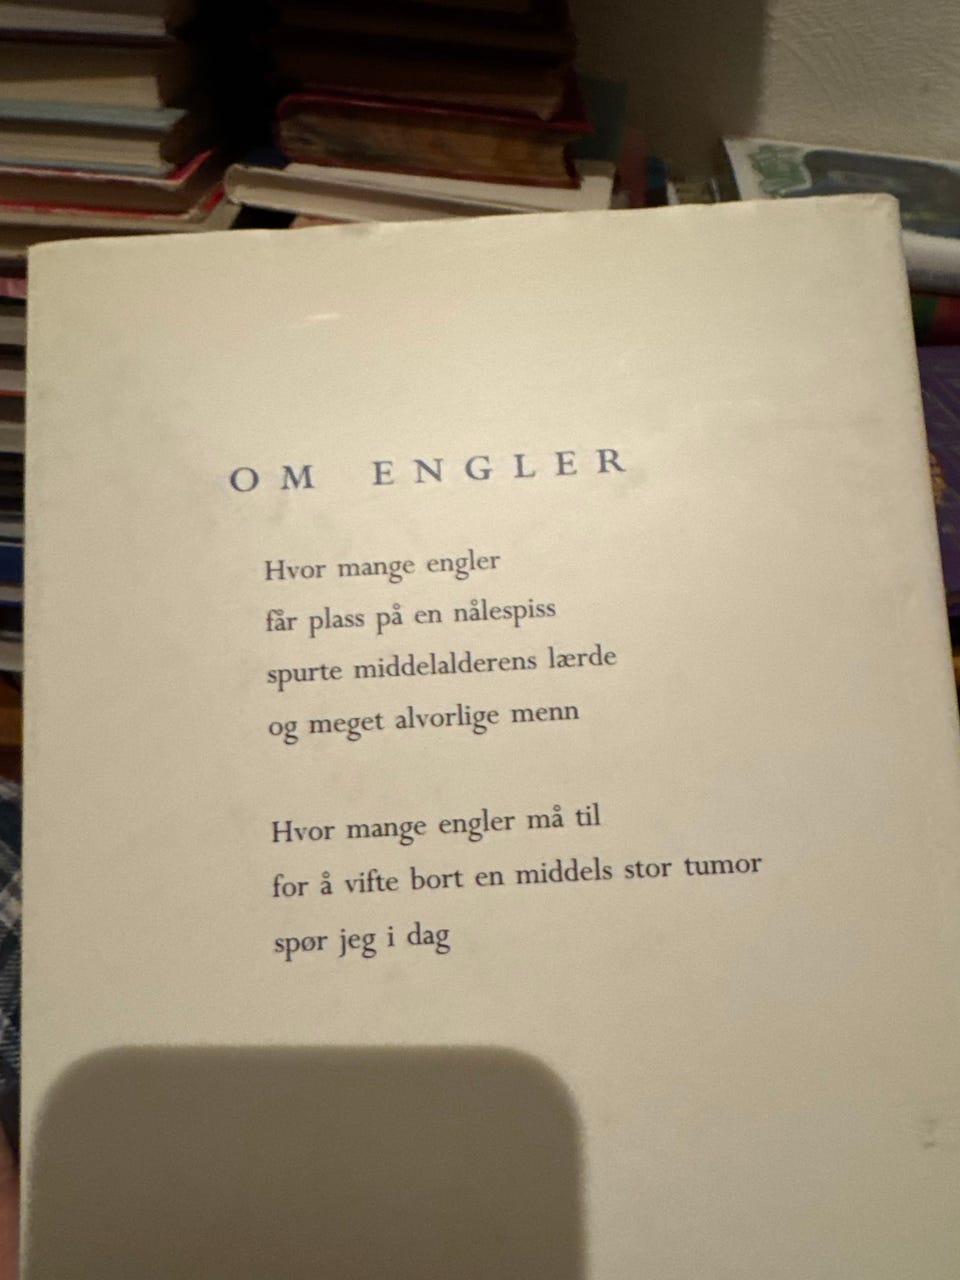 OM ENGLER
Hvor mange engler
får plass på en nålespiss
spurte middelalderens lærde
og meget alvorlige menn
Hvor mange engler må til
for å vifte bort en middels stor tumor
spør jeg i dag